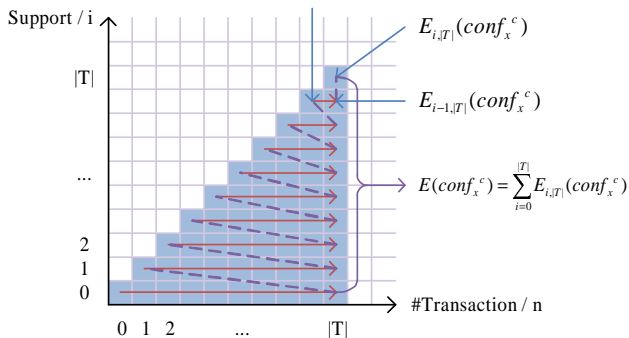 Support / i
E_{i,|T|}(conf_x^c)
|T|
E_{i-1,|T|}(conf_x^c)
...
E(conf_x^c) = \sum_{i=0}^{|T|} E_{i,|T|}(conf_x^c)
2
1
0
#Transaction / n
0 1 2 ... |T|